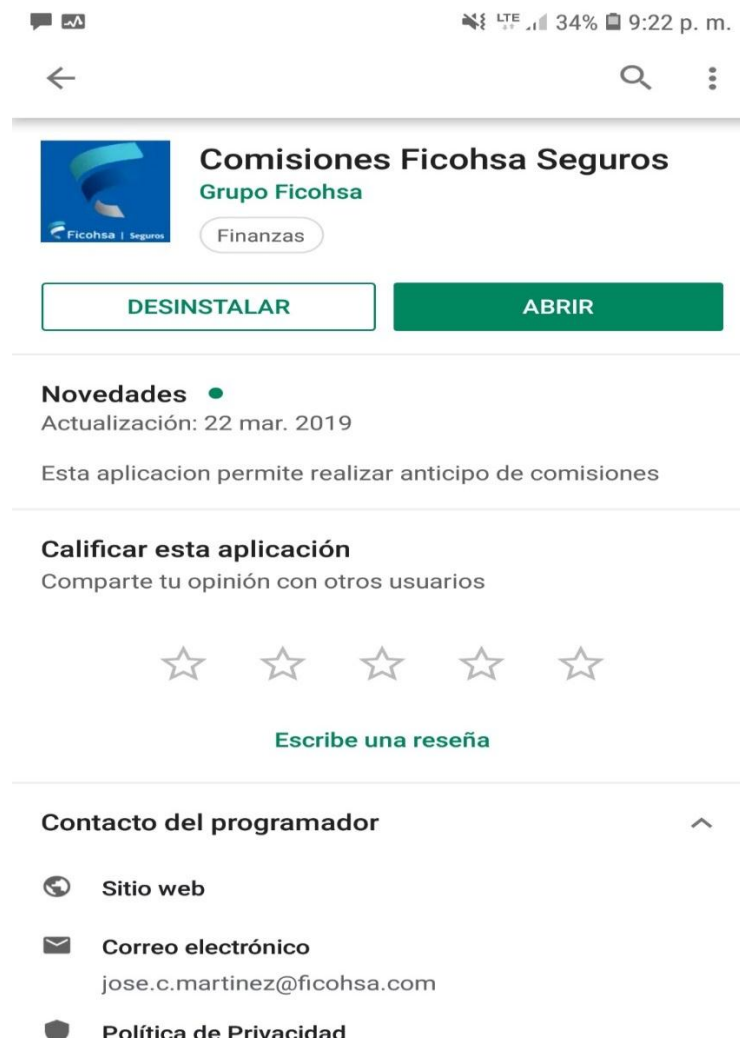 LTE 34% 9:22 p. m.
Comisiones Ficohsa Seguros
Grupo Ficohsa
Ficohsa | Seguros
Finanzas
DESINSTALAR
ABRIR
Novedades
Actualización: 22 mar. 2019
Esta aplicacion permite realizar anticipo de comisiones
Calificar esta aplicación
Comparte tu opinión con otros usuarios
Escribe una reseña
Contacto del programador
Sitio web
Correo electrónico
jose.c.martinez@ficohsa.com
Política de Privacidad